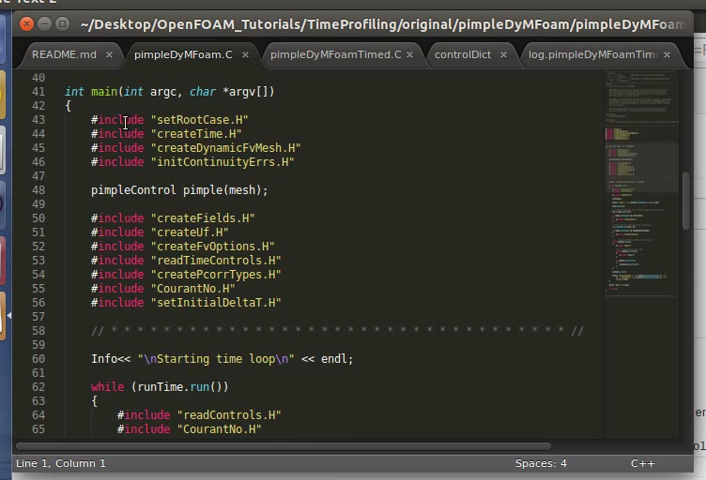 ~/Desktop/OpenFOAM_Tutorials/TimeProfiling/original/pimpleDyMFoam/pimpleDyMFoam
README.md × pimpleDyMFoam.C × pimpleDyMFoamTimed.C × controlDict × log.pimpleDyMFoamTim ×
40
41 int main(int argc, char *argv[])
42 {
43 #include "setRootCase.H"
44 #include "createTime.H"
45 #include "createDynamicFvMesh.H"
46 #include "initContinuityErrs.H"
47
48 pimpleControl pimple(mesh);
49
50 #include "createFields.H"
51 #include "createUf.H"
52 #include "createFvOptions.H"
53 #include "readTimeControls.H"
54 #include "createPcorrTypes.H"
55 #include "CourantNo.H"
56 #include "setInitialDeltaT.H"
57
58 // * * * * * * * * * * * * * * * * * * * * * * * * * * * * * * * * * * * //
59
60 Info<< "\nStarting time loop\n" << endl;
61
62 while (runTime.run())
63 {
64 #include "readControls.H"
65 #include "CourantNo.H"
Line 1, Column 1 Spaces: 4 C++